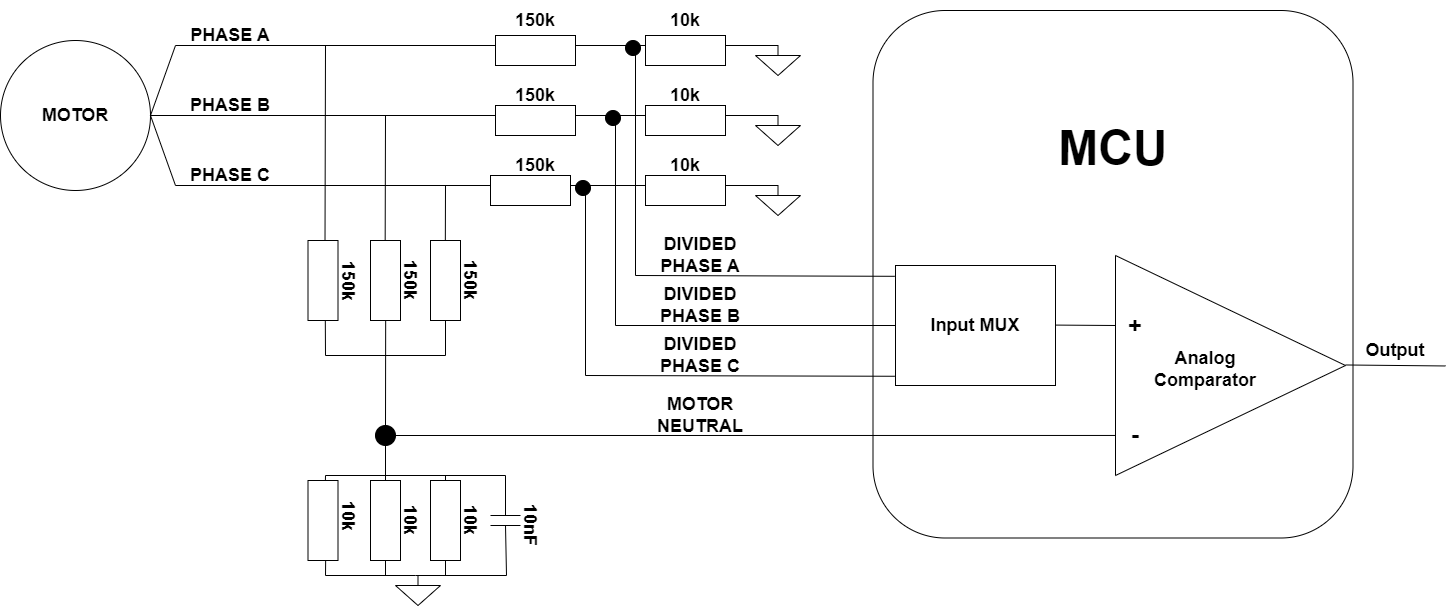 150k
10k
PHASE A
MOTOR
PHASE B
150k
10k
PHASE C
150k
10k
MCU
DIVIDED
PHASE A
DIVIDED
PHASE B
DIVIDED
PHASE C
150k
150k
150k
Input MUX
+
Analog
Comparator
-
Output
MOTOR
NEUTRAL
10k
10k
10k
10nF